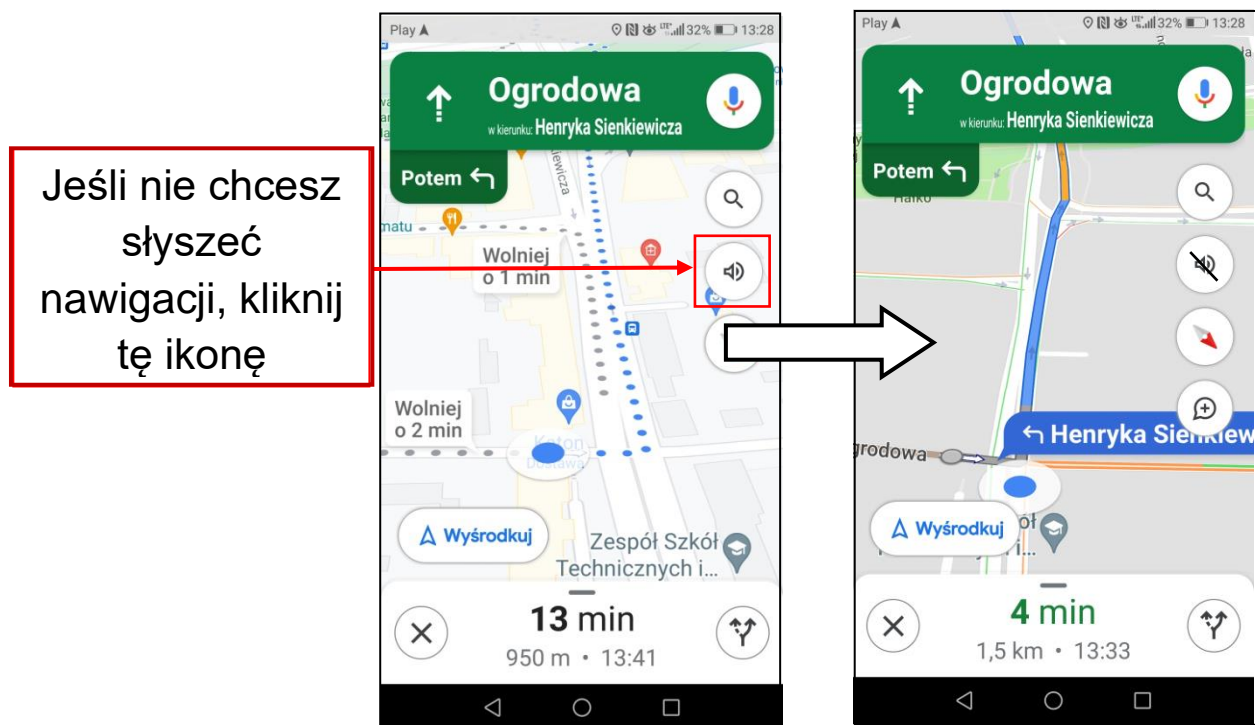 Jeśli nie chcesz
słyszeć
nawigacji, kliknij
tę ikonę
Play
32% 13:28
Ogrodowa
w kierunku: Henryka Sienkiewicza
Potem
Wolniej
o 1 min
Wolniej
o 2 min
Dostawa
Wyśrodkuj
Zespół Szkół
Technicznych i...
13 min
950 m • 13:41
Play
32% 13:28
Ogrodowa
w kierunku: Henryka Sienkiewicza
Potem
Henryka Sienkiew
grodowa
Wyśrodkuj
4 min
1,5 km • 13:33